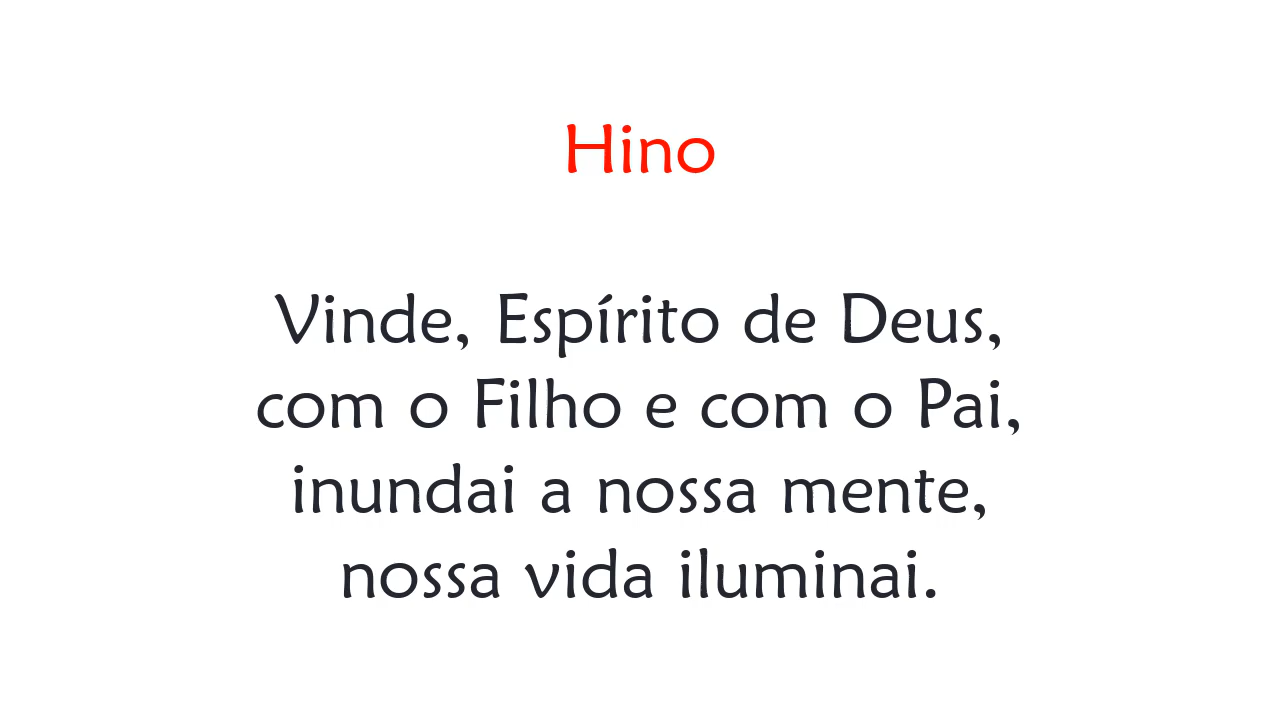 Hino
Vinde, Espírito de Deus,
com o Filho e com o Pai,
inundai a nossa mente,
nossa vida iluminai.